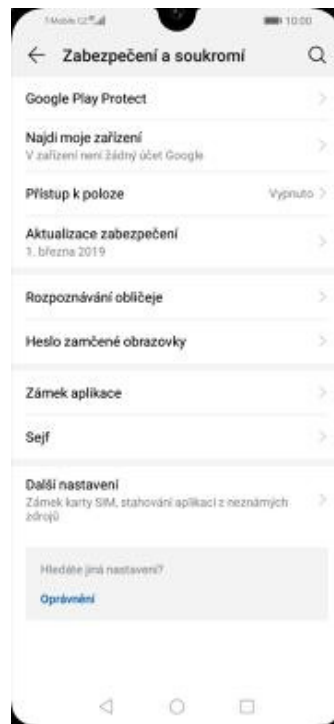 T-Mobile CZ
10:00
Zabezpečení a soukromí
Google Play Protect
Najdi moje zařízení
V zařízení není žádný účet Google
Přístup k poloze
Vypnuto
Aktualizace zabezpečení
1. března 2019
Rozpoznávání obličeje
Heslo zamčené obrazovky
Zámek aplikace
Sejf
Další nastavení
Zámek karty SIM, stahování aplikací z neznámých
zdrojů
Hledáte jiná nastavení?
Oprávnění